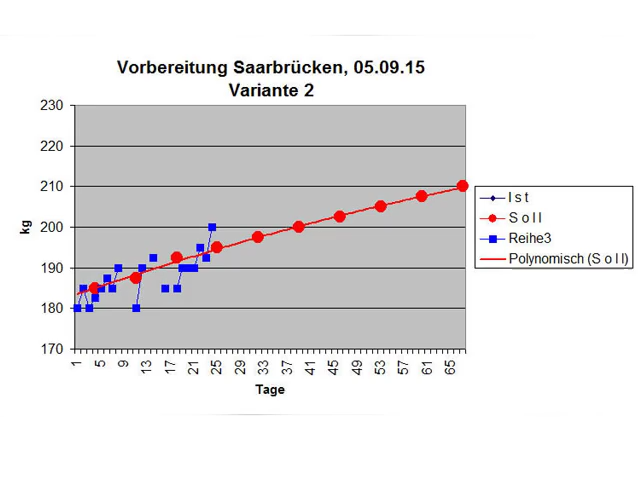 Vorbereitung Saarbrücken, 05.09.15
Variante 2
230
220
210
200
190
180
170
kg
1 5 9 13 17 21 25 29 33 37 41 45 49 53 57 61 65
Tage
I s t
S o l l
Reihe3
Polynomisch (S o l l)